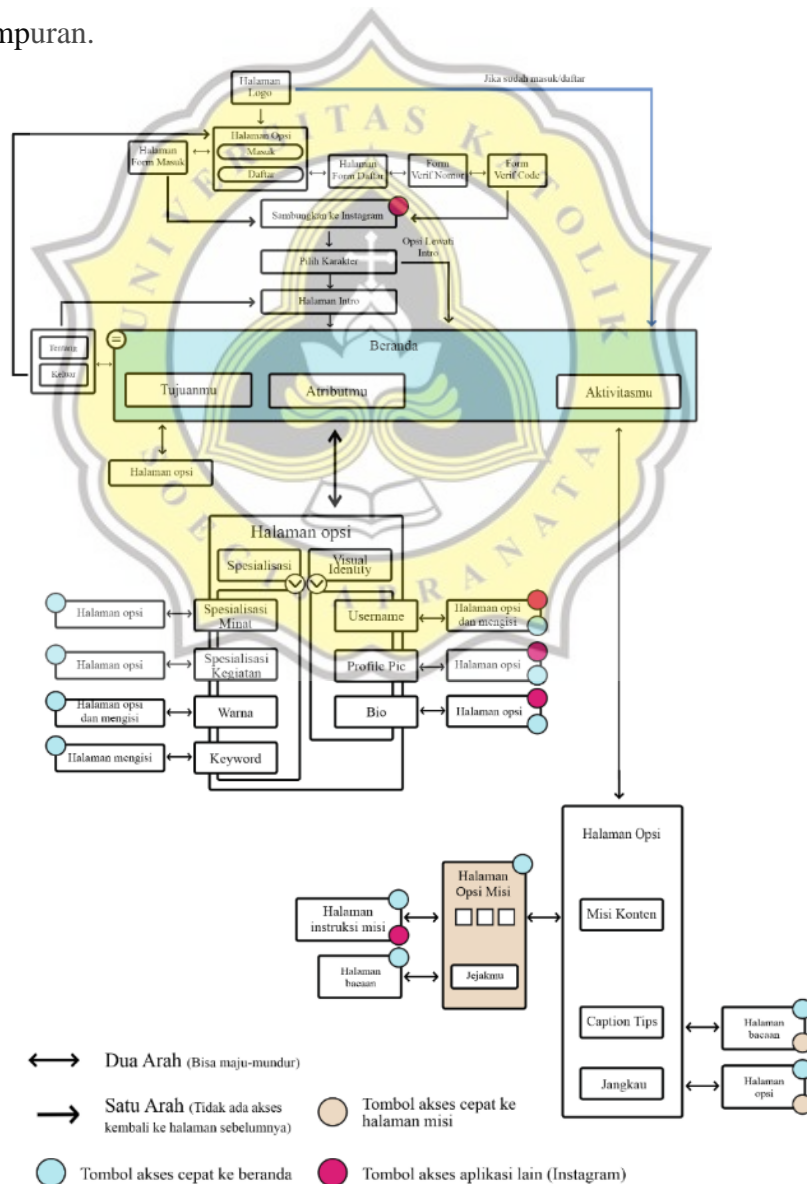 mpuran.
Halaman
Logo
Jika sudah masuk/daftar
Halaman Opsi
Masuk
Daftar
Halaman
Form Masuk
Halaman
Form Daftar
Form
Verif Nomor
Form
Verif Code
Sambungkan ke Instagram
Opsi Lewati
Intro
Pilih Karakter
Halaman Intro
Tentang
Keluar
Beranda
Tujuanmu
Atributmu
Aktivitasmu
Halaman opsi
UNIVERSITAS KATOLIK
SOEGIJAPRANATA
Halaman opsi
Spesialisasi
Visual
Identity
Halaman opsi
Spesialisasi
Minat
Username
Halaman opsi
dan mengisi
Halaman opsi
Spesialisasi
Kegiatan
Profile Pic
Halaman opsi
Halaman opsi
dan mengisi
Warna
Bio
Halaman opsi
Halaman mengisi
Keyword
Halaman Opsi
Halaman
Opsi Misi
Halaman
instruksi misi
Misi Konten
Halaman
bacaan
Jejakmu
Caption Tips
Halaman
bacaan
Jangkau
Halaman
opsi
Dua Arah (Bisa maju-mundur)
Satu Arah (Tidak ada akses
kembali ke halaman sebelumnya)
Tombol akses cepat ke
halaman misi
Tombol akses cepat ke beranda
Tombol akses aplikasi lain (Instagram)